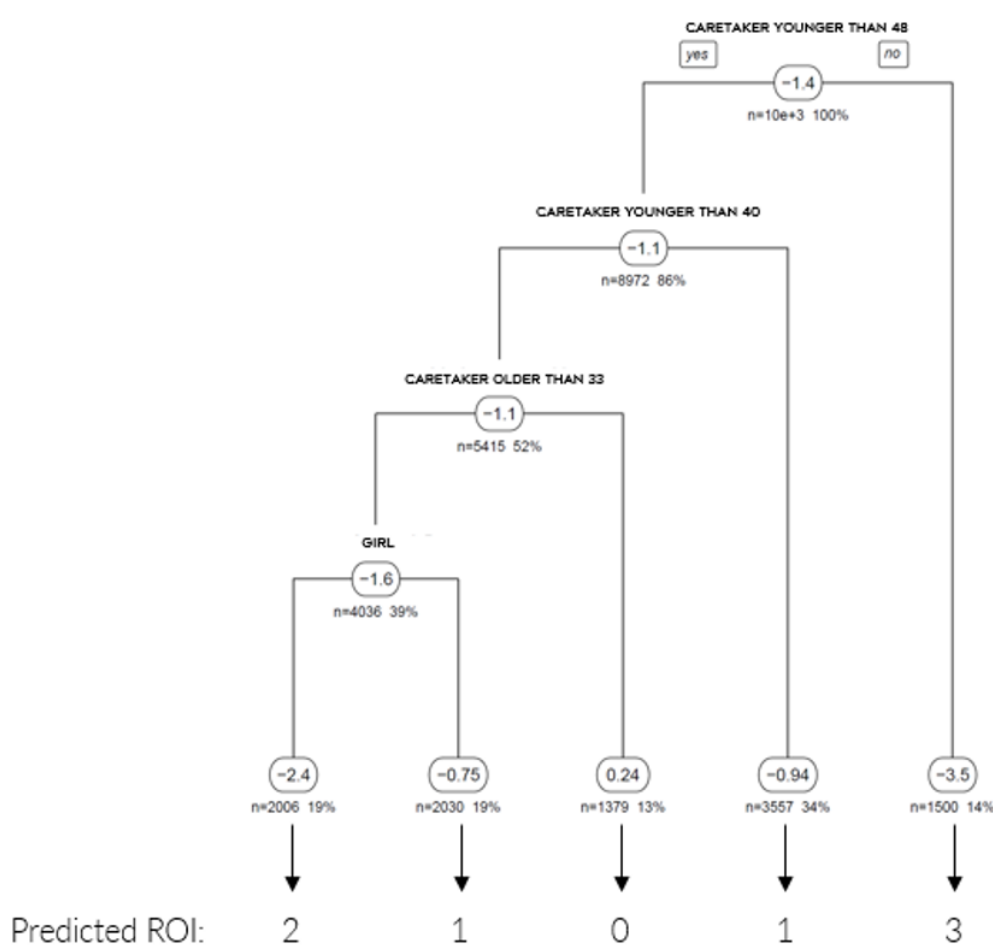 CARETAKER YOUNGER THAN 48
yes no
−1.4
n=10e+3 100%
CARETAKER YOUNGER THAN 40
−1.1
n=8972 86%
CARETAKER OLDER THAN 33
−1.1
n=5415 52%
GIRL
−1.6
n=4036 39%
−2.4 −0.75 0.24 −0.94 −3.5
n=2006 19% n=2030 19% n=1379 13% n=3557 34% n=1500 14%
Predicted ROI: 2 1 0 1 3